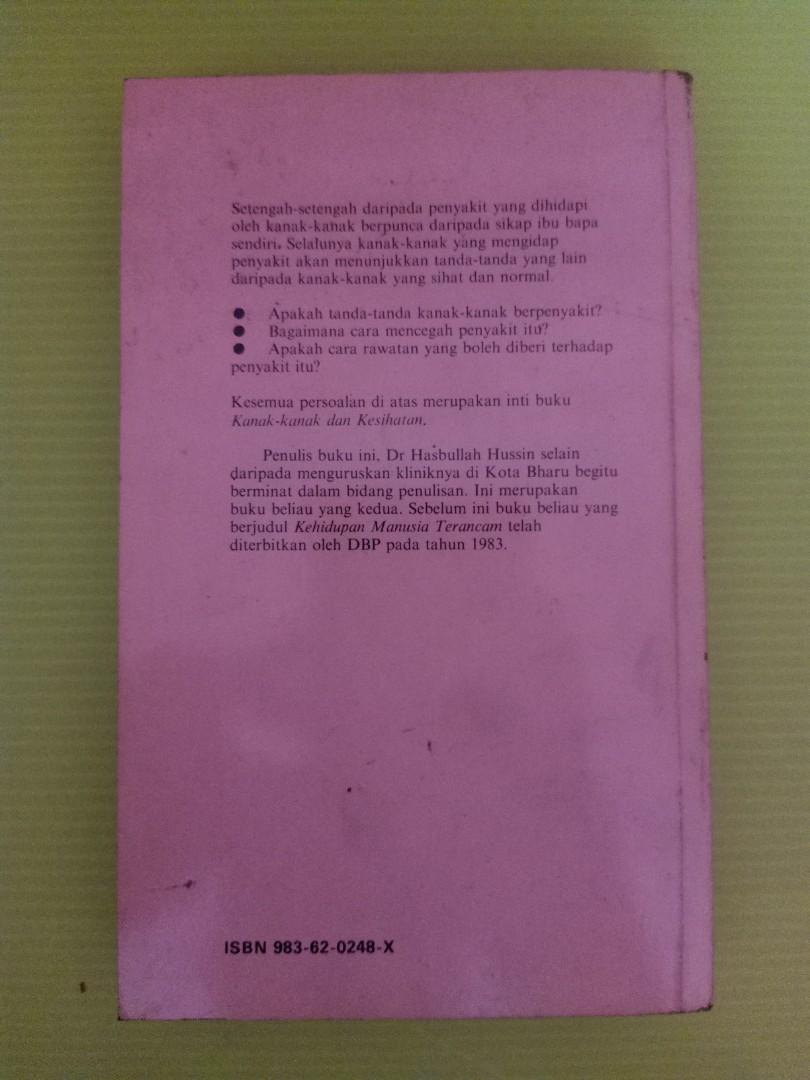 Setengah-setengah daripada penyakit yang dihidapi
oleh kanak-kanak berpunca daripada sikap ibu bapa
sendiri. Selalunya kanak-kanak yang mengidap
penyakit akan menunjukkan tanda-tanda yang lain
daripada kanak-kanak yang sihat dan normal.
● Apakah tanda-tanda kanak-kanak berpenyakit?
● Bagaimana cara mencegah penyakit itu?
● Apakah cara rawatan yang boleh diberi terhadap
penyakit itu?
Kesemua persoalan di atas merupakan inti buku
Kanak-kanak dan Kesihatan.
Penulis buku ini, Dr Hasbullah Hussin selain
daripada menguruskan kliniknya di Kota Bharu begitu
berminat dalam bidang penulisan. Ini merupakan
buku beliau yang kedua. Sebelum ini buku beliau yang
berjudul Kehidupan Manusia Terancam telah
diterbitkan oleh DBP pada tahun 1983.
ISBN 983-62-0248-X